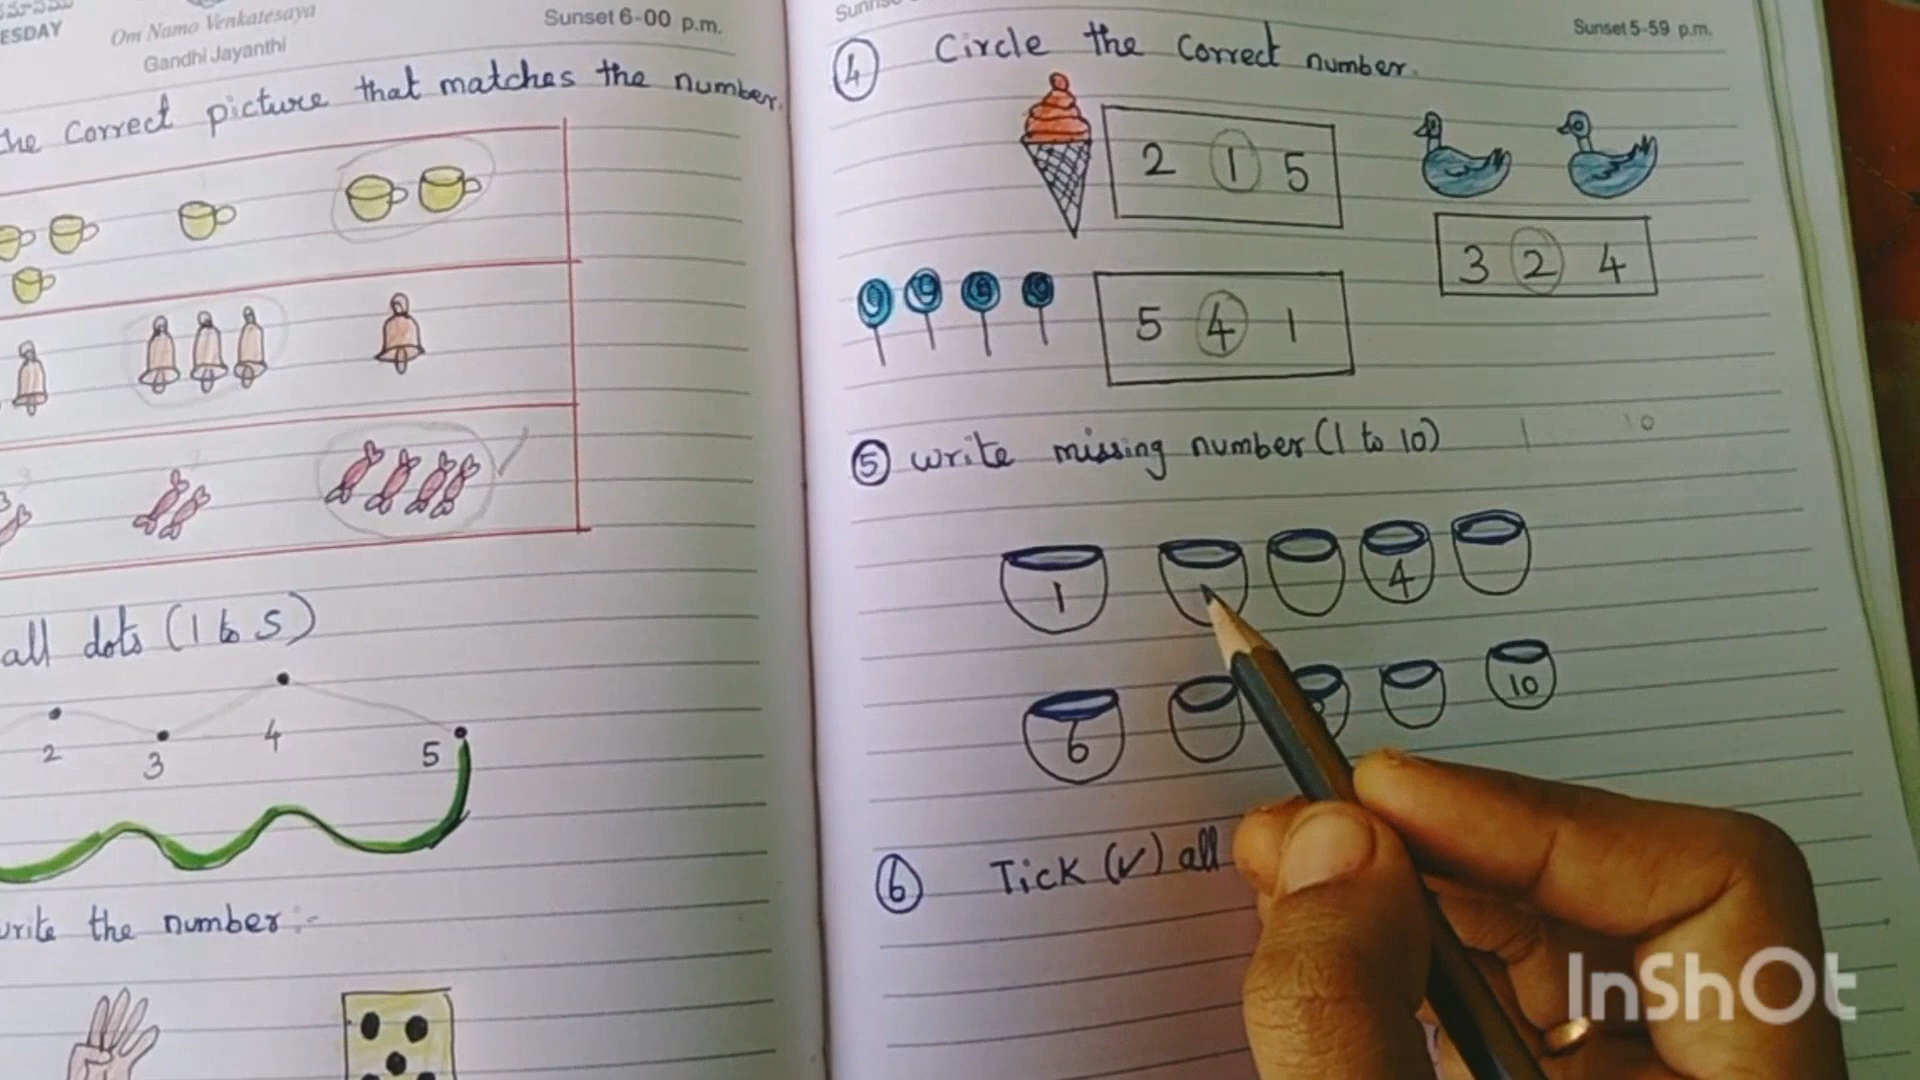 ESDAY
Om Namo Venkatesaya
Gandhi Jayanthi
Sunset 6-00 p.m.
the correct picture that matches the number.
all dots (1 to 5)
2
3
4
5
write the number:-
Sunset 5-59 p.m.
4 Circle the correct number.
2 1 5
3 2 4
5 4 1
5 write missing number (1 to 10) 1 10
1 4
6 10
6 Tick (✓) all
InShOt